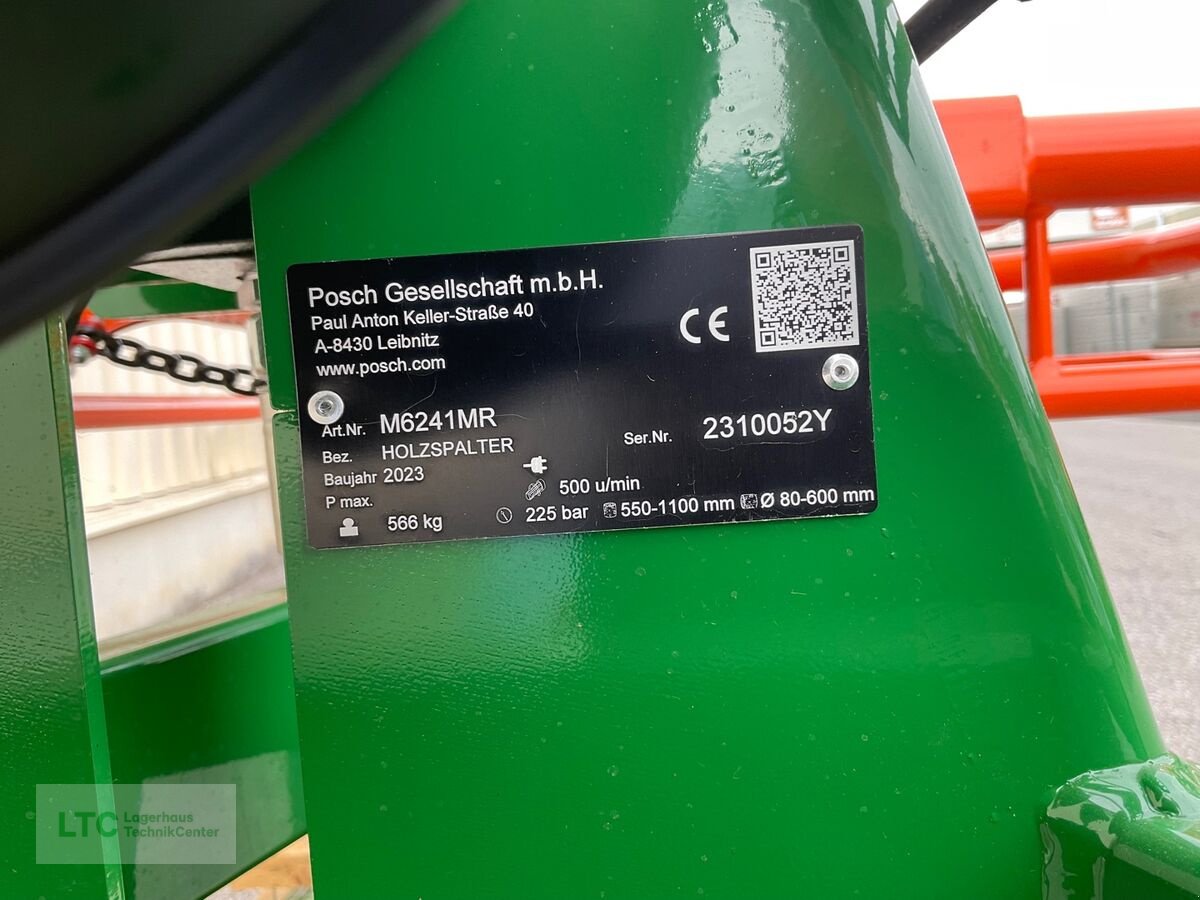 Posch Gesellschaft m.b.H.
Paul Anton Keller-Straße 40
A-8430 Leibnitz
www.posch.com
Art.Nr. M6241MR
Ser.Nr. 2310052Y
Bez. HOLZSPALTER
Baujahr 2023
P max. 500 u/min
566 kg 225 bar 550-1100 mm Ø 80-600 mm
CE
LTC Lagerhaus
TechnikCenter